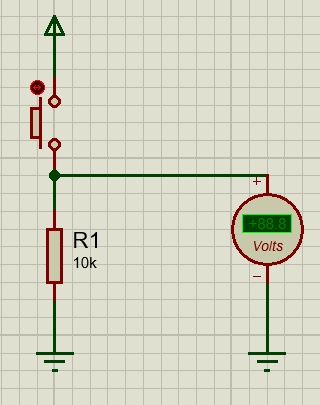 R1
10k
+
+88.8
Volts
−